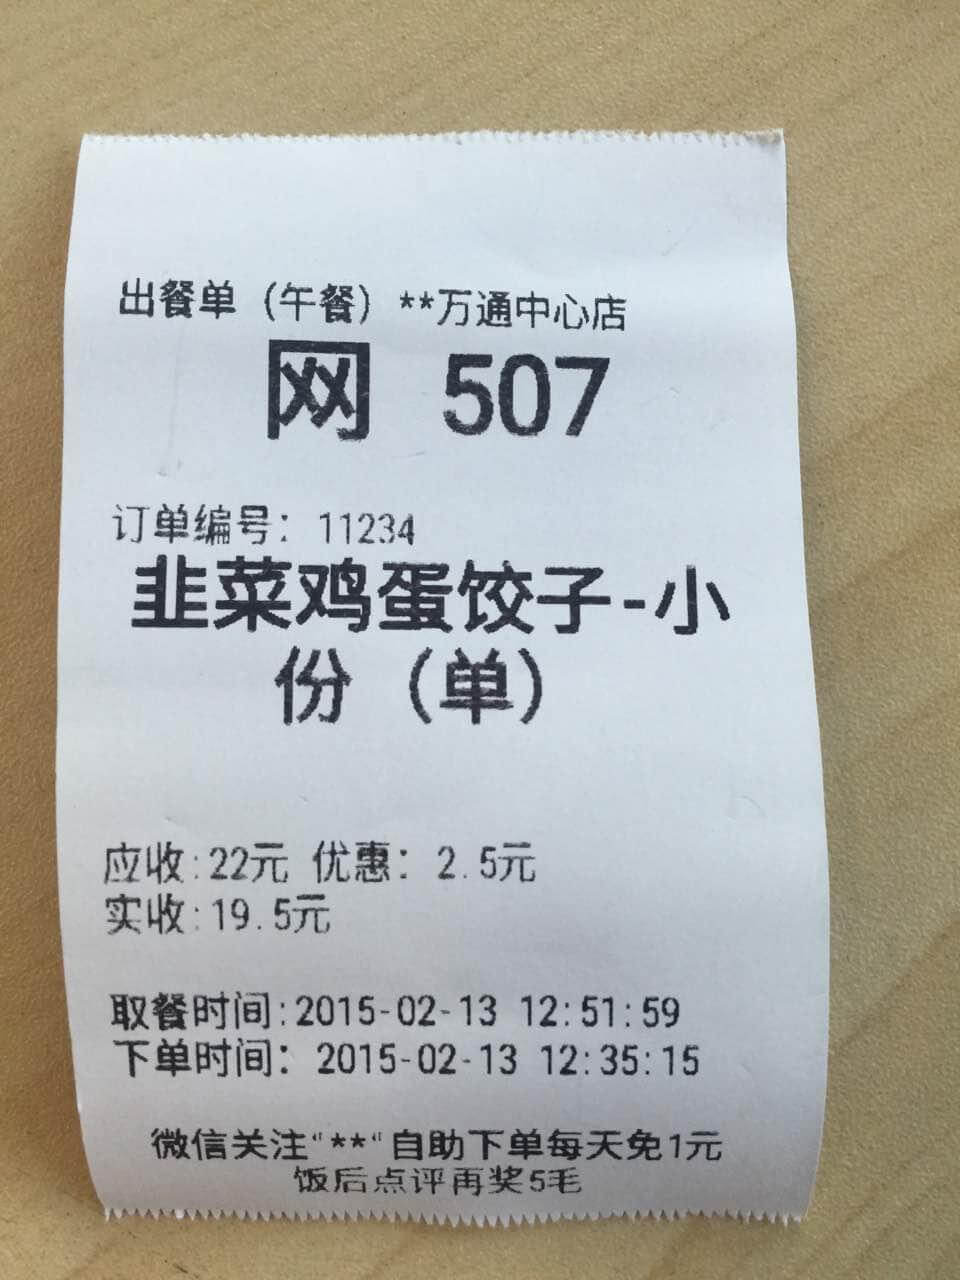 出餐单（午餐）**万通中心店
网 507
订单编号：11234
韭菜鸡蛋饺子-小
份（单）
应收:22元 优惠：2.5元
实收:19.5元
取餐时间:2015-02-13 12:51:59
下单时间：2015-02-13 12:35:15
微信关注"**"自助下单每天免1元
饭后点评再奖5毛